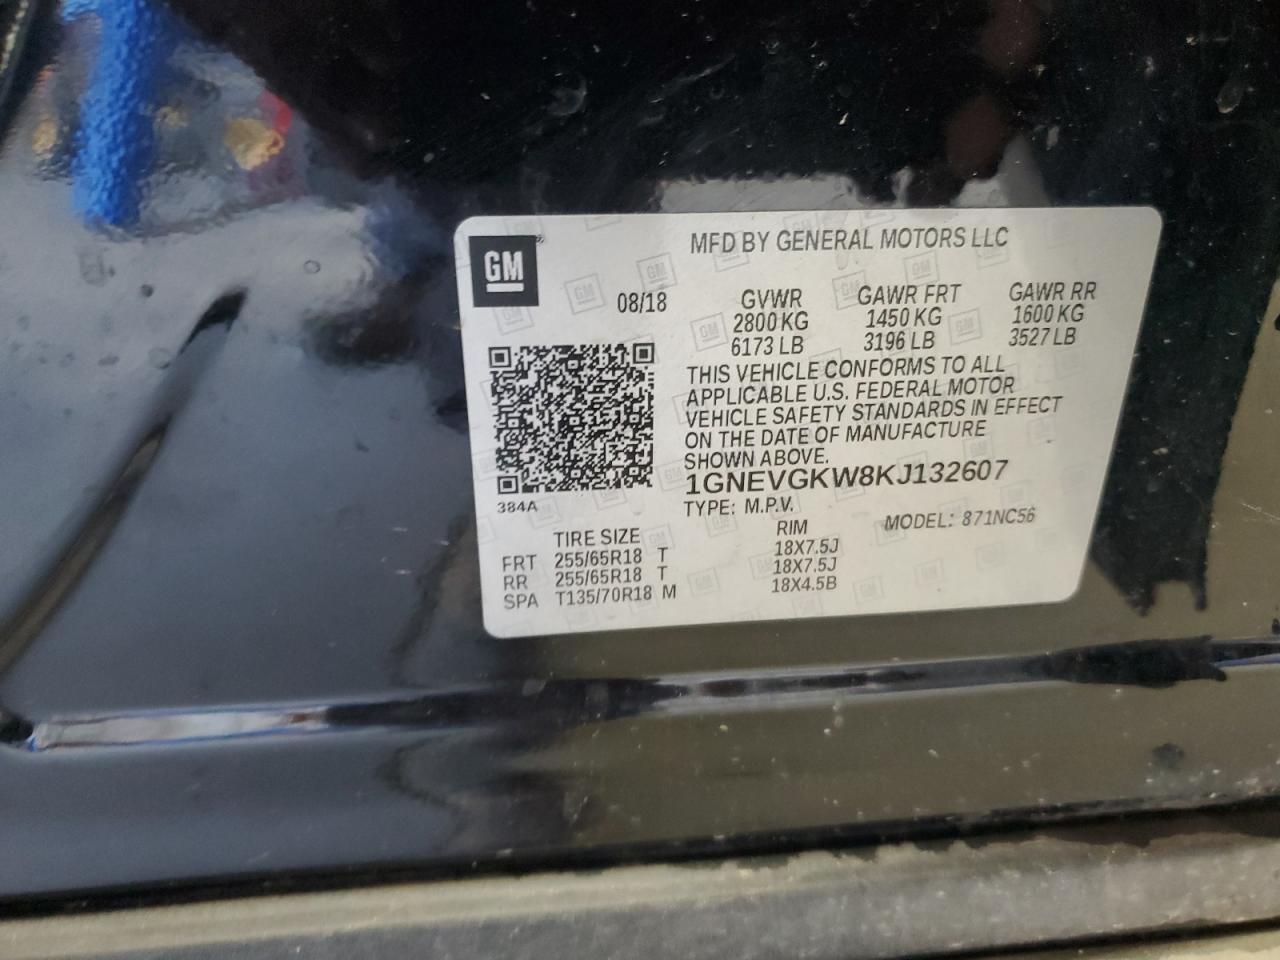 GM
MFD BY GENERAL MOTORS LLC
08/18 GVWR GAWR FRT GAWR RR
2800 KG 1450 KG 1600 KG
6173 LB 3196 LB 3527 LB
THIS VEHICLE CONFORMS TO ALL
APPLICABLE U.S. FEDERAL MOTOR
VEHICLE SAFETY STANDARDS IN EFFECT
ON THE DATE OF MANUFACTURE
SHOWN ABOVE.
1GNEVGKW8KJ132607
384A
TYPE: M.P.V. MODEL: 871NC56
TIRE SIZE RIM
FRT 255/65R18 T 18X7.5J
RR 255/65R18 T 18X7.5J
SPA T135/70R18 M 18X4.5B